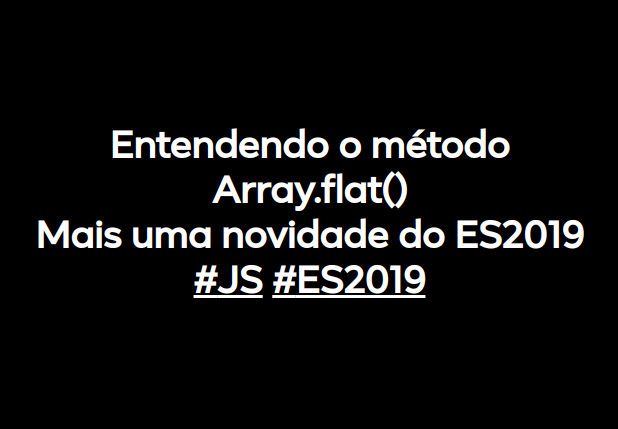 Entendendo o método
Array.flat()
Mais uma novidade do ES2019
#JS #ES2019